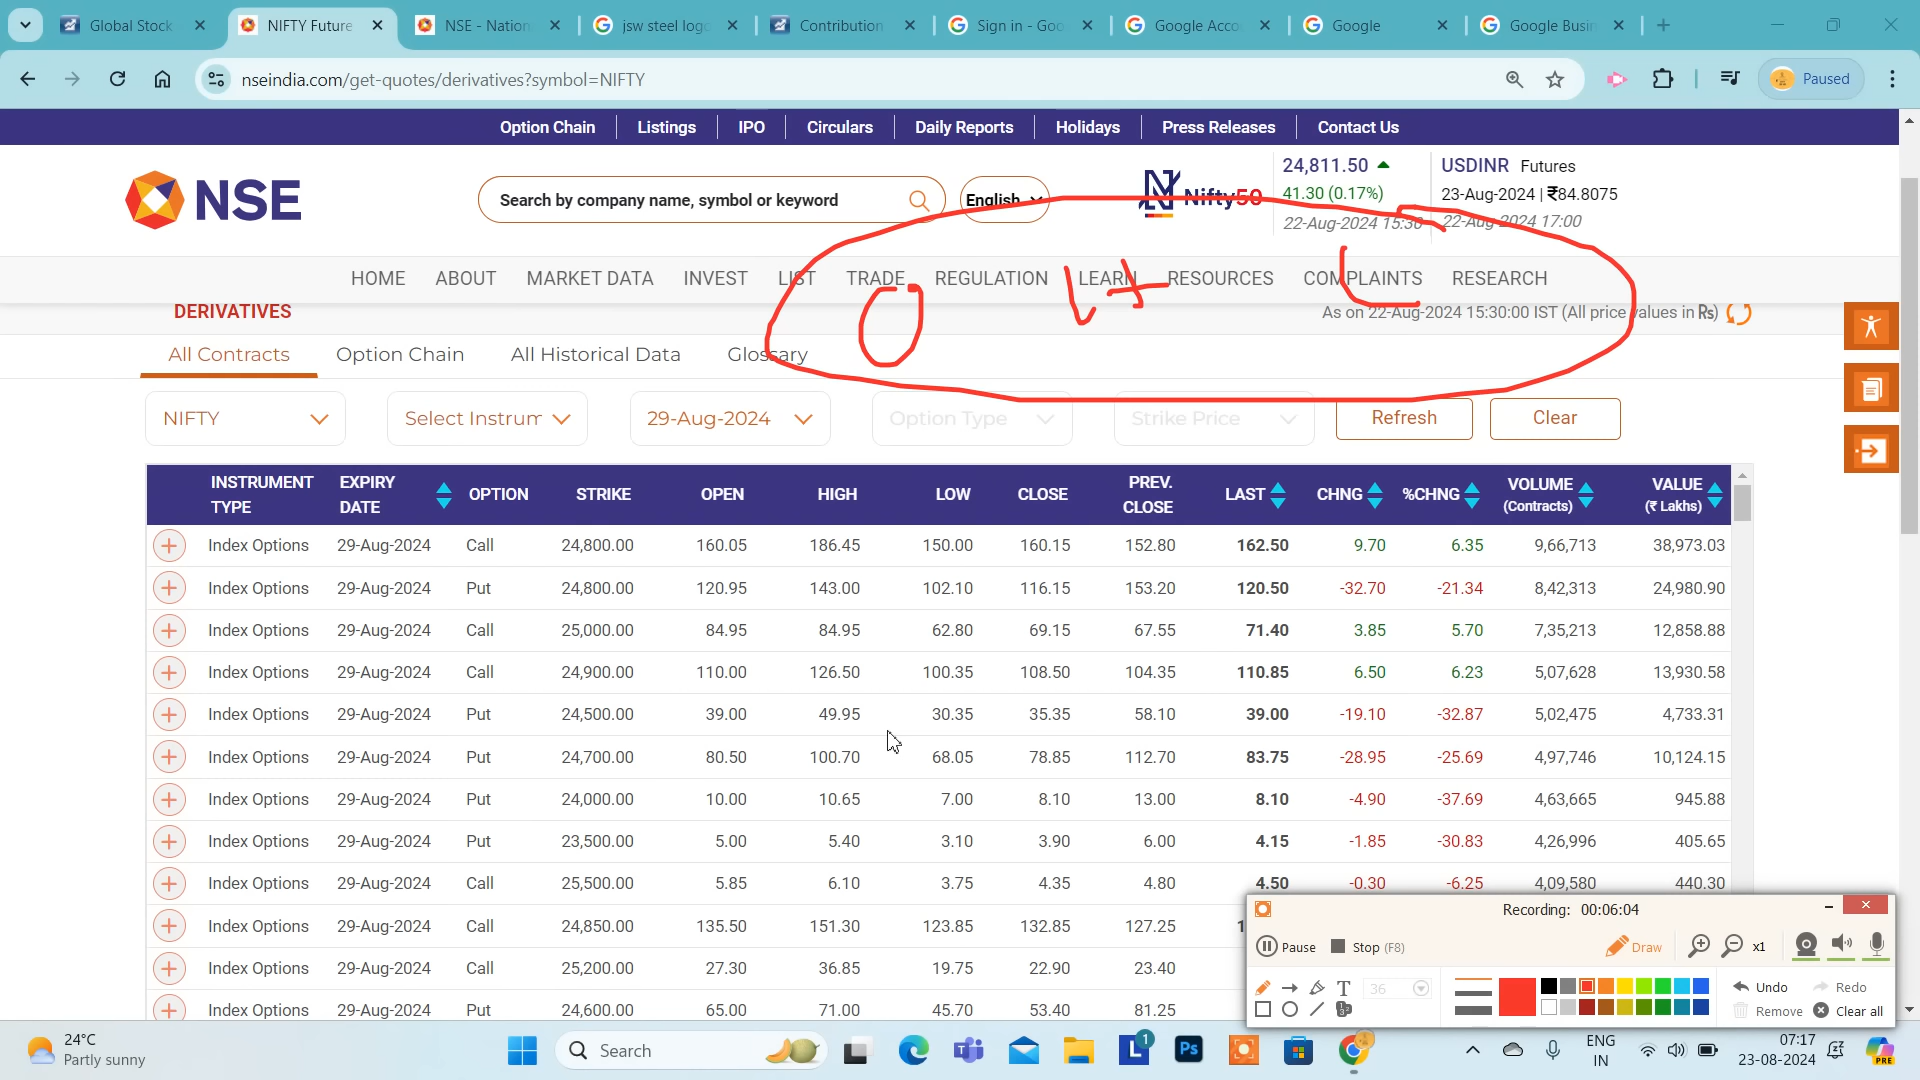 Global Stock
NIFTY Future
NSE - Nation
jsw steel logo
Contribution
Sign in - Goo
Google Acco
Google
Google Busin
nseindia.com/get-quotes/derivatives?symbol=NIFTY
Paused
Option Chain Listings IPO Circulars Daily Reports Holidays Press Releases Contact Us
NSE
Search by company name, symbol or keyword
English
Nifty50
24,811.50
41.30 (0.17%)
22-Aug-2024 15:30
USDINR Futures
23-Aug-2024 | ₹84.8075
22-Aug-2024 17:00
HOME ABOUT MARKET DATA INVEST LIST TRADE REGULATION LEARN RESOURCES COMPLAINTS RESEARCH
DERIVATIVES
As on 22-Aug-2024 15:30:00 IST (All price values in Rs)
All Contracts Option Chain All Historical Data Glossary
NIFTY Select Instrum 29-Aug-2024 Option Type Strike Price Refresh Clear
INSTRUMENT TYPE EXPIRY DATE OPTION STRIKE OPEN HIGH LOW CLOSE PREV. CLOSE LAST CHNG %CHNG VOLUME (Contracts) VALUE (₹ Lakhs)
Index Options 29-Aug-2024 Call 24,800.00 160.05 186.45 150.00 160.15 152.80 162.50 9.70 6.35 9,66,713 38,973.03
Index Options 29-Aug-2024 Put 24,800.00 120.95 143.00 102.10 116.15 153.20 120.50 -32.70 -21.34 8,42,313 24,980.90
Index Options 29-Aug-2024 Call 25,000.00 84.95 84.95 62.80 69.15 67.55 71.40 3.85 5.70 7,35,213 12,858.88
Index Options 29-Aug-2024 Call 24,900.00 110.00 126.50 100.35 108.50 104.35 110.85 6.50 6.23 5,07,628 13,930.58
Index Options 29-Aug-2024 Put 24,500.00 39.00 49.95 30.35 35.35 58.10 39.00 -19.10 -32.87 5,02,475 4,733.31
Index Options 29-Aug-2024 Put 24,700.00 80.50 100.70 68.05 78.85 112.70 83.75 -28.95 -25.69 4,97,746 10,124.15
Index Options 29-Aug-2024 Put 24,000.00 10.00 10.65 7.00 8.10 13.00 8.10 -4.90 -37.69 4,63,665 945.88
Index Options 29-Aug-2024 Put 23,500.00 5.00 5.40 3.10 3.90 6.00 4.15 -1.85 -30.83 4,26,996 405.65
Index Options 29-Aug-2024 Call 25,500.00 5.85 6.10 3.75 4.35 4.80 4.50 -0.30 -6.25 4,09,580 440.30
Index Options 29-Aug-2024 Call 24,850.00 135.50 151.30 123.85 132.85 127.25 1
Index Options 29-Aug-2024 Call 25,200.00 27.30 36.85 19.75 22.90 23.40
Index Options 29-Aug-2024 Put 24,600.00 65.00 71.00 45.70 53.40 81.25
Recording: 00:06:04
Pause Stop (F8) Draw x1
T 36 Undo Redo
Remove Clear all
24°C
Partly sunny
Search
L 1
Ps
ENG
IN
07:17
23-08-2024
PRE